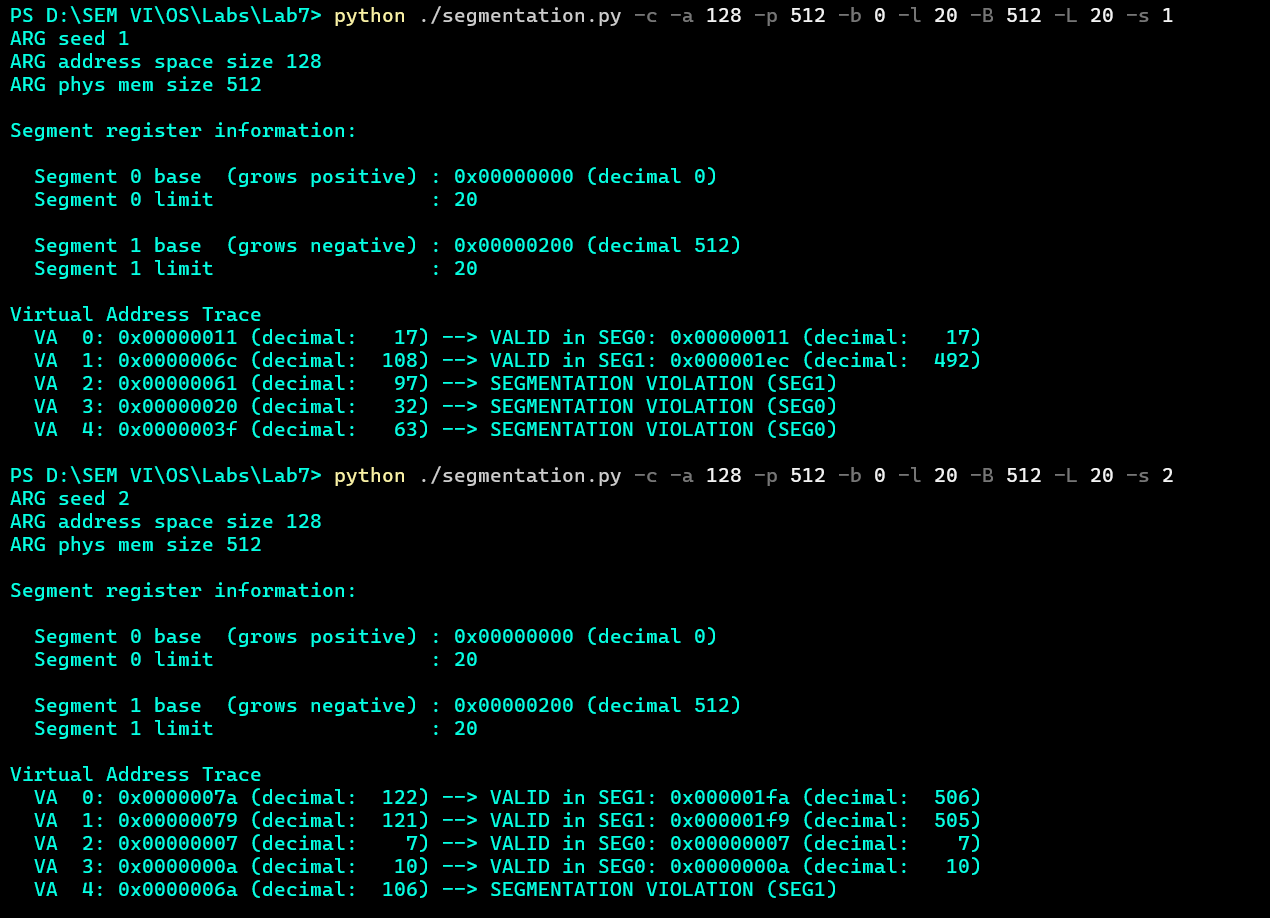 PS D:\SEM VI\OS\Labs\Lab7> python ./segmentation.py -c -a 128 -p 512 -b 0 -l 20 -B 512 -L 20 -s 1
ARG seed 1
ARG address space size 128
ARG phys mem size 512
Segment register information:
  Segment 0 base  (grows positive) : 0x00000000 (decimal 0)
  Segment 0 limit                  : 20
  Segment 1 base  (grows negative) : 0x00000200 (decimal 512)
  Segment 1 limit                  : 20
Virtual Address Trace
  VA  0: 0x00000011 (decimal:   17) --> VALID in SEG0: 0x00000011 (decimal:   17)
  VA  1: 0x0000006c (decimal:  108) --> VALID in SEG1: 0x000001ec (decimal:  492)
  VA  2: 0x00000061 (decimal:   97) --> SEGMENTATION VIOLATION (SEG1)
  VA  3: 0x00000020 (decimal:   32) --> SEGMENTATION VIOLATION (SEG0)
  VA  4: 0x0000003f (decimal:   63) --> SEGMENTATION VIOLATION (SEG0)
PS D:\SEM VI\OS\Labs\Lab7> python ./segmentation.py -c -a 128 -p 512 -b 0 -l 20 -B 512 -L 20 -s 2
ARG seed 2
ARG address space size 128
ARG phys mem size 512
Segment register information:
  Segment 0 base  (grows positive) : 0x00000000 (decimal 0)
  Segment 0 limit                  : 20
  Segment 1 base  (grows negative) : 0x00000200 (decimal 512)
  Segment 1 limit                  : 20
Virtual Address Trace
  VA  0: 0x0000007a (decimal:  122) --> VALID in SEG1: 0x000001fa (decimal:  506)
  VA  1: 0x00000079 (decimal:  121) --> VALID in SEG1: 0x000001f9 (decimal:  505)
  VA  2: 0x00000007 (decimal:    7) --> VALID in SEG0: 0x00000007 (decimal:    7)
  VA  3: 0x0000000a (decimal:   10) --> VALID in SEG0: 0x0000000a (decimal:   10)
  VA  4: 0x0000006a (decimal:  106) --> SEGMENTATION VIOLATION (SEG1)